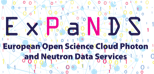 ExPaNDS
European Open Science Cloud Photon
and Neutron Data Services